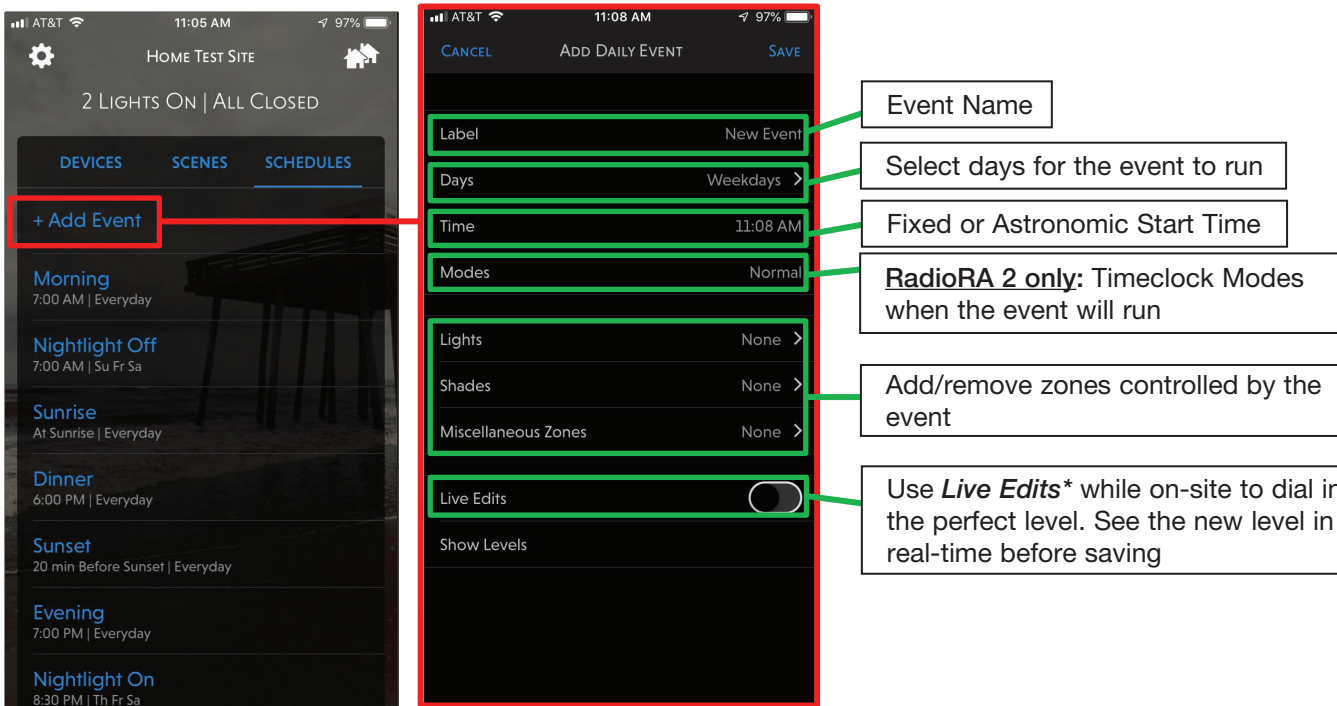 AT&T 11:05 AM 97%
HOME TEST SITE
2 LIGHTS ON | ALL CLOSED
DEVICES SCENES SCHEDULES
+ Add Event
Morning
7:00 AM | Everyday
Nightlight Off
7:00 AM | Su Fr Sa
Sunrise
At Sunrise | Everyday
Dinner
6:00 PM | Everyday
Sunset
20 min Before Sunset | Everyday
Evening
7:00 PM | Everyday
Nightlight On
8:30 PM | Th Fr Sa
AT&T 11:08 AM 97%
CANCEL ADD DAILY EVENT SAVE
Label New Event
Days Weekdays >
Time 11:08 AM
Modes Normal
Lights None >
Shades None >
Miscellaneous Zones None >
Live Edits
Show Levels
Event Name
Select days for the event to run
Fixed or Astronomic Start Time
RadioRA 2 only: Timeclock Modes
when the event will run
Add/remove zones controlled by the
event
Use Live Edits* while on-site to dial in
the perfect level. See the new level in
real-time before saving